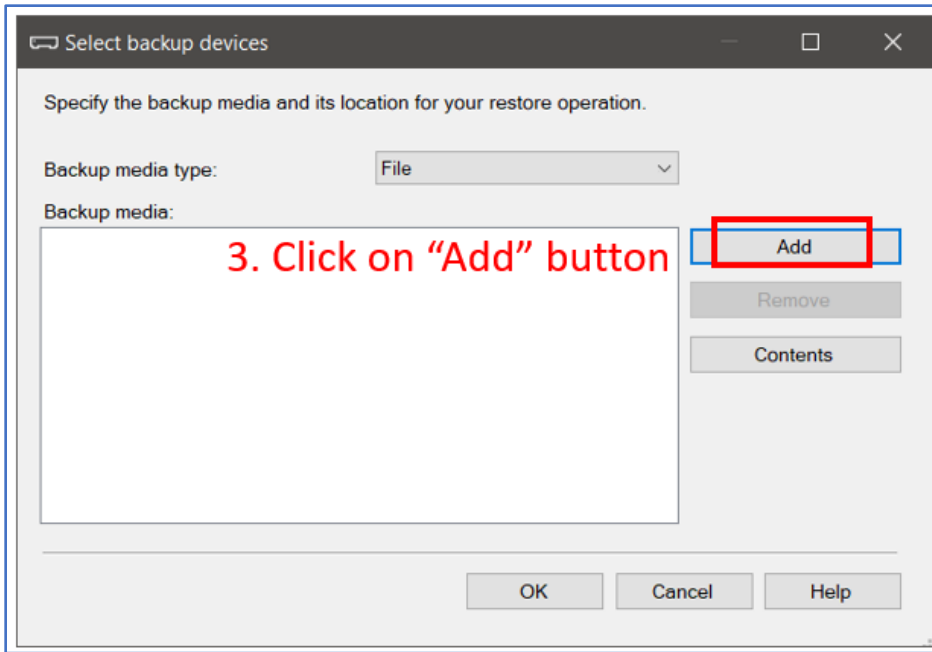 Select backup devices
Specify the backup media and its location for your restore operation.
Backup media type:
File
Backup media:
3. Click on “Add” button
Add
Remove
Contents
OK
Cancel
Help